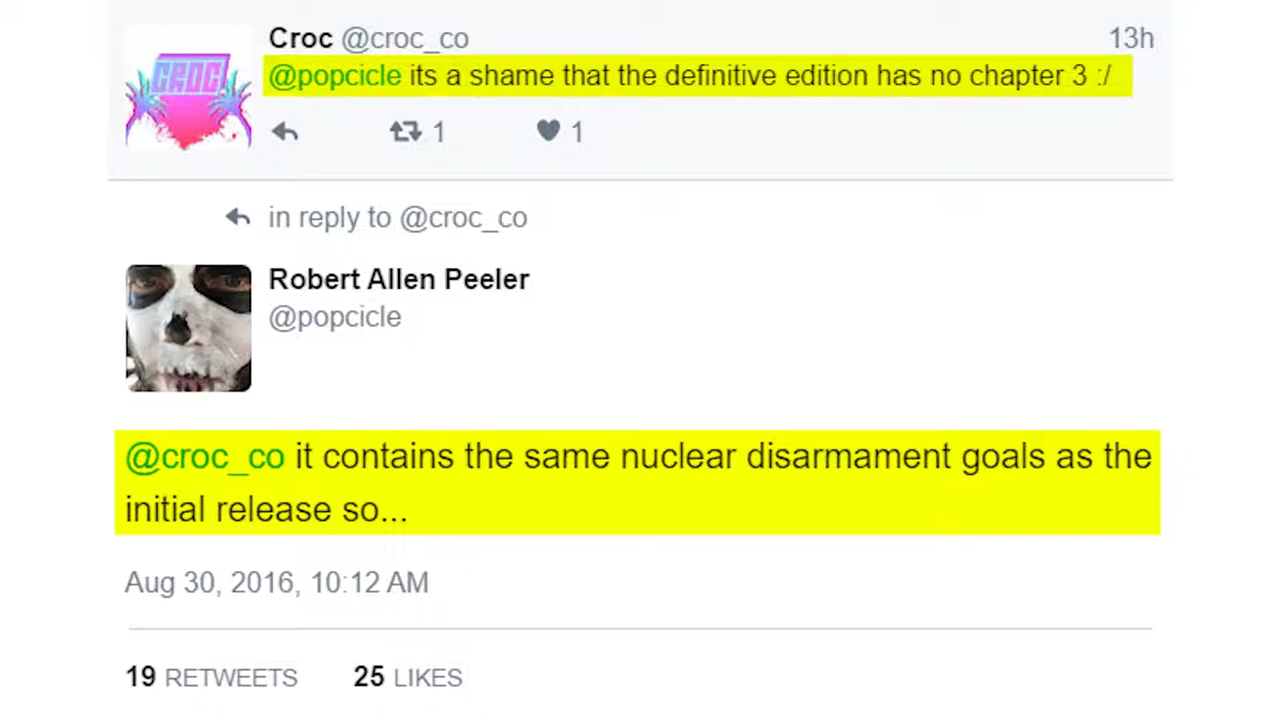 Croc @croc_co 13h
CROC
@popcicle its a shame that the definitive edition has no chapter 3 :/
1 1
in reply to @croc_co
Robert Allen Peeler
@popcicle
@croc_co it contains the same nuclear disarmament goals as the
initial release so...
Aug 30, 2016, 10:12 AM
19 RETWEETS 25 LIKES